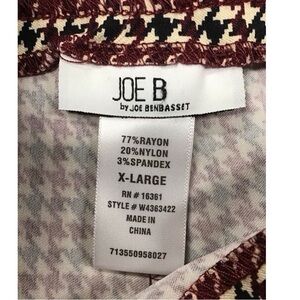 JOE B
by JOE BENBASSET
77%RAYON
20%NYLON
3%SPANDEX
X-LARGE
RN # 16361
STYLE # W4363422
MADE IN
CHINA
713550958027